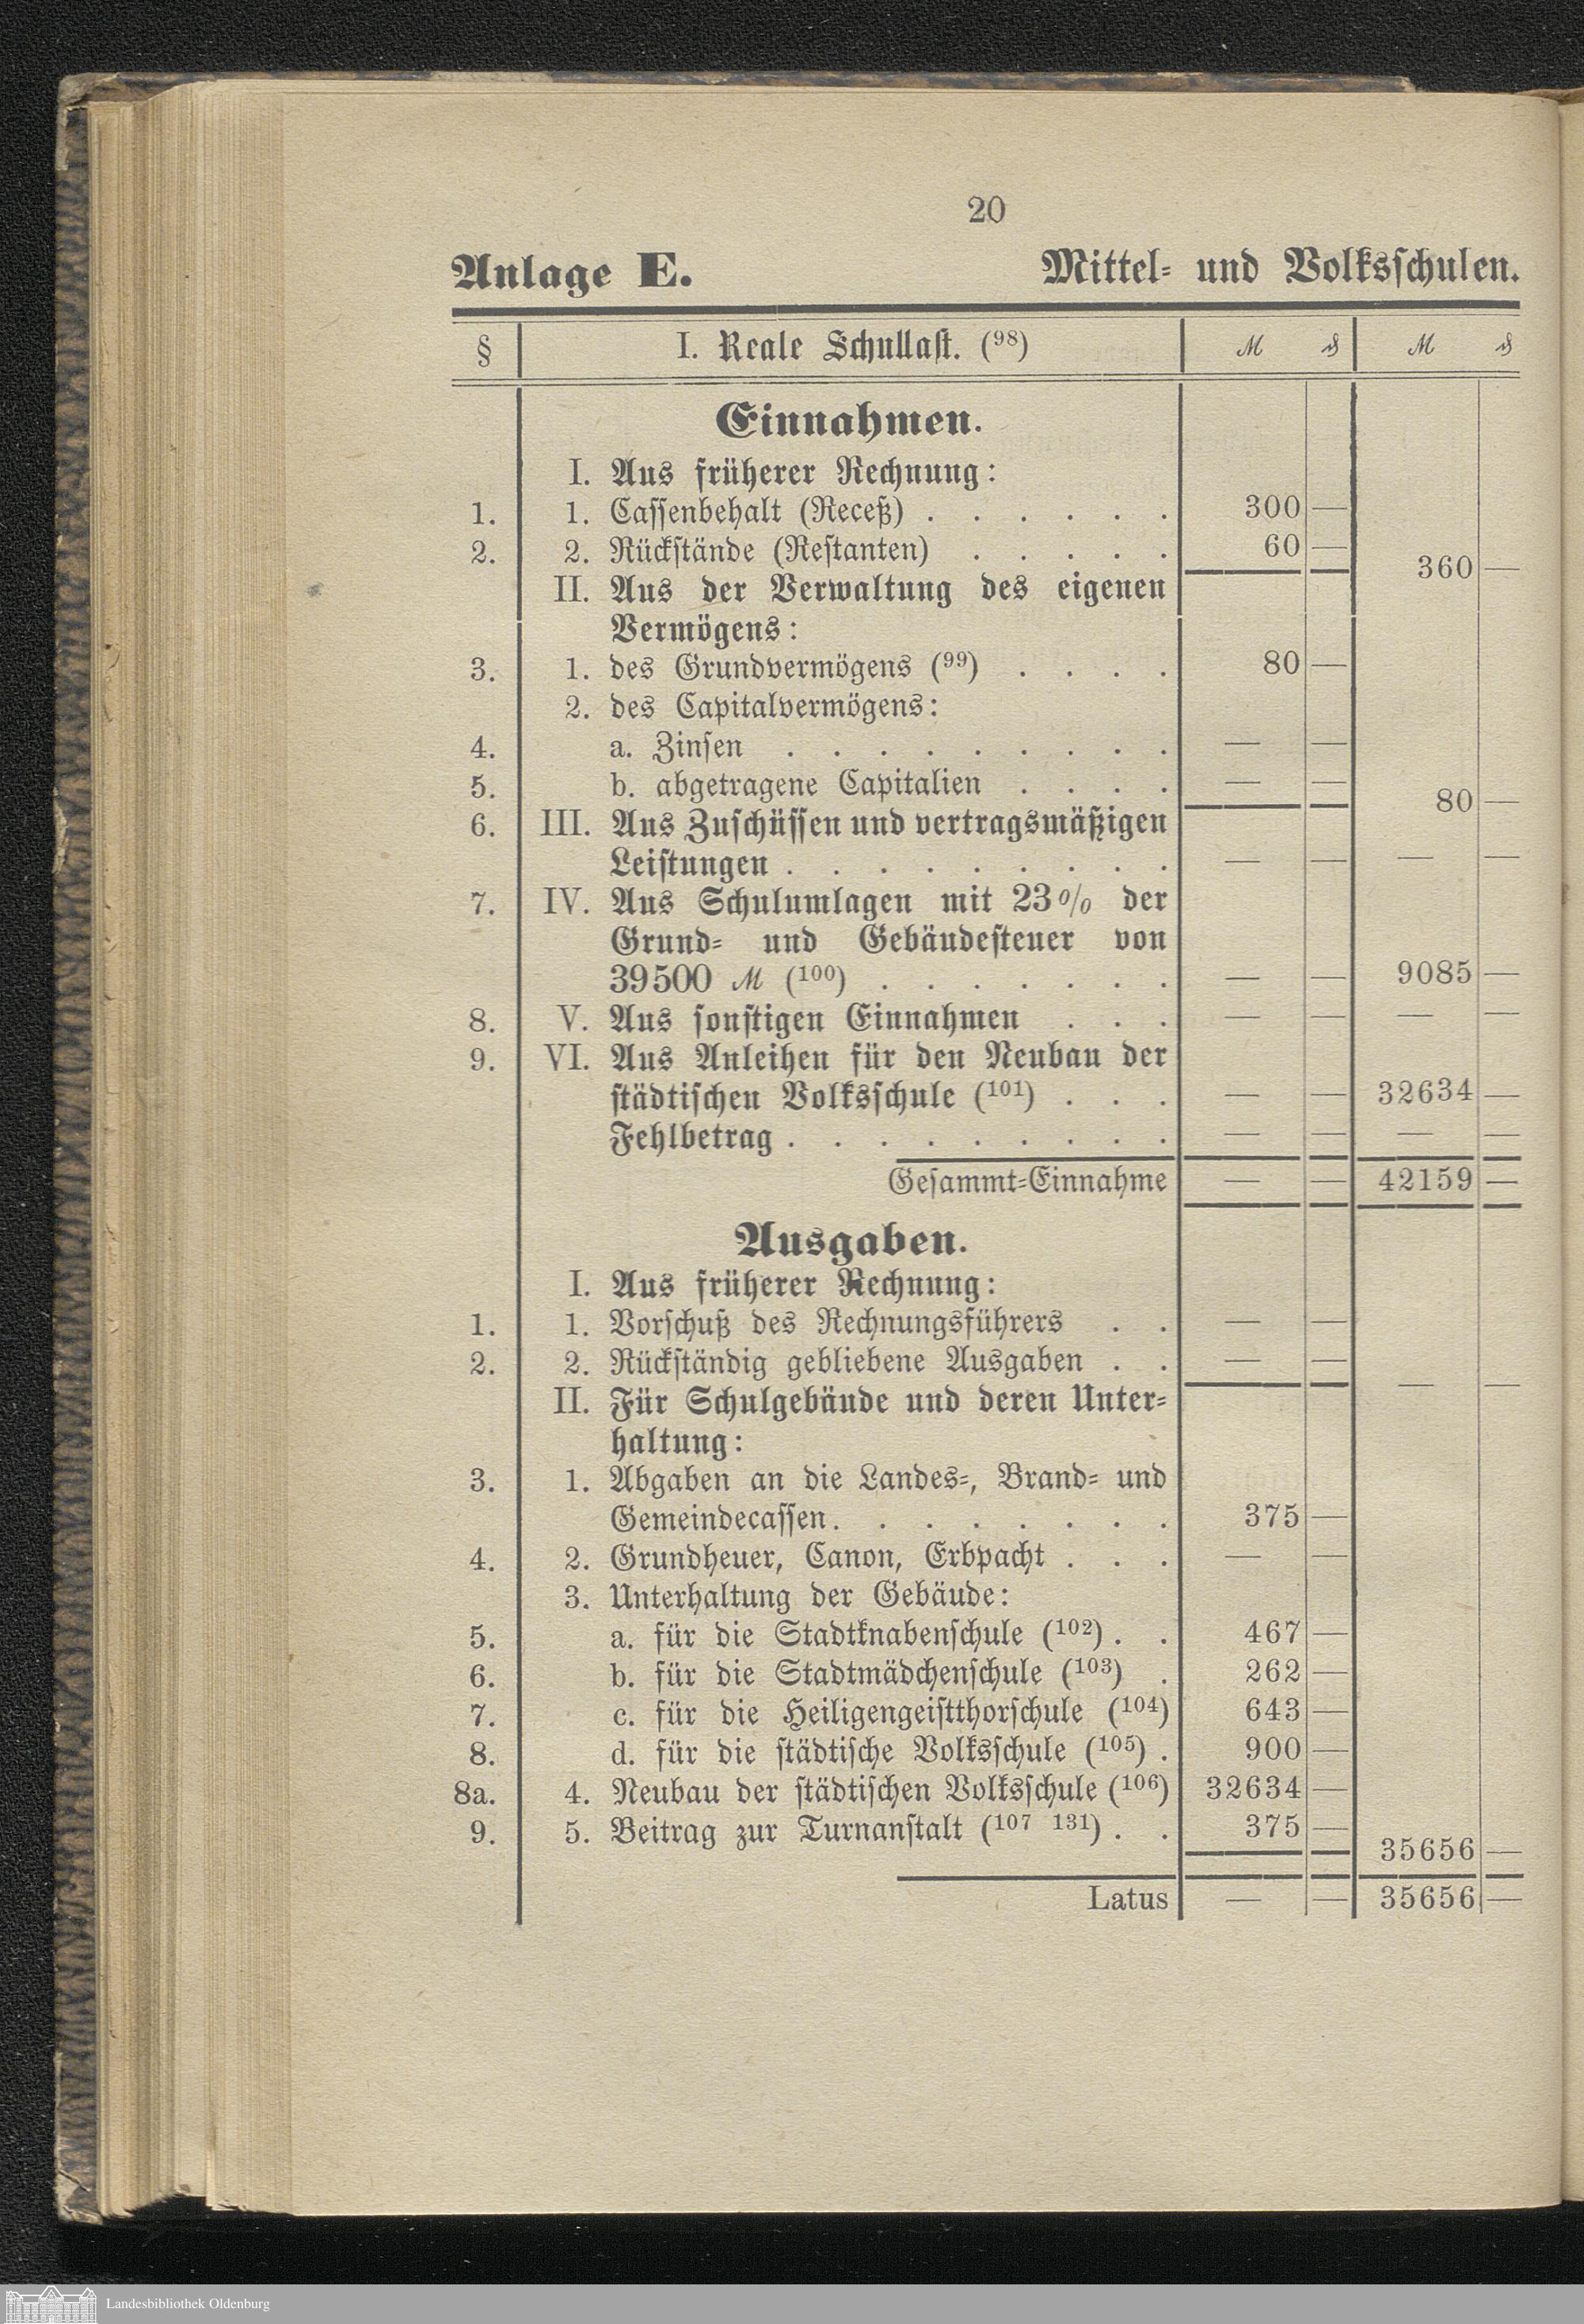 20
Anlage E. Mittel- und Volksschulen.
§ I. Reale Schullast. (98) ℳ ₰ ℳ ₰
Einnahmen.
I. Aus früherer Rechnung:
1. 1. Cassenbehalt (Receß) . . . . . . 300 —
2. 2. Rückstände (Restanten) . . . . . 60 —
360 —
II. Aus der Verwaltung des eigenen
Vermögens:
3. 1. des Grundvermögens (99) . . . . 80 —
2. des Capitalvermögens:
4. a. Zinsen . . . . . . . . . — —
5. b. abgetragene Capitalien . . . . — —
80 —
6. III. Aus Zuschüssen und vertragsmäßigen
Leistungen . . . . . . . . . — — — —
7. IV. Aus Schulumlagen mit 23% der
Grund- und Gebäudesteuer von
39500 ℳ (100) . . . . . . . — — 9085 —
8. V. Aus sonstigen Einnahmen . . . — — — —
9. VI. Aus Anleihen für den Neubau der
städtischen Volksschule (101) . . . — — 32634 —
Fehlbetrag . . . . . . . . . — — — —
Gesammt-Einnahme — — 42159 —
Ausgaben.
I. Aus früherer Rechnung:
1. 1. Vorschuß des Rechnungsführers . . — —
2. 2. Rückständig gebliebene Ausgaben . . — —
— —
II. Für Schulgebäude und deren Unter-
haltung:
3. 1. Abgaben an die Landes-, Brand- und
Gemeindecassen. . . . . . . . 375 —
4. 2. Grundheuer, Canon, Erbpacht . . . — —
3. Unterhaltung der Gebäude:
5. a. für die Stadtknabenschule (102) . . 467 —
6. b. für die Stadtmädchenschule (103) . 262 —
7. c. für die Heiligengeistthorschule (104) 643 —
8. d. für die städtische Volksschule (105) . 900 —
8a. 4. Neubau der städtischen Volksschule (106) 32634 —
9. 5. Beitrag zur Turnanstalt (107 131) . . 375 —
35656 —
Latus — — 35656 —
Landesbibliothek Oldenburg